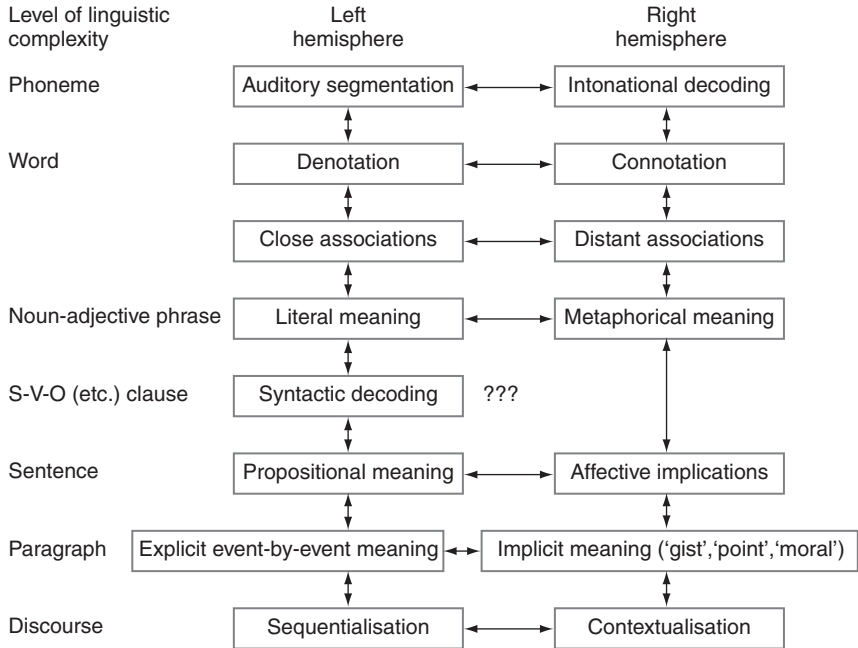 Level of linguistic complexity Left hemisphere Right hemisphere
Phoneme Auditory segmentation Intonational decoding
Word Denotation Connotation
Close associations Distant associations
Noun-adjective phrase Literal meaning Metaphorical meaning
S-V-O (etc.) clause Syntactic decoding ???
Sentence Propositional meaning Affective implications
Paragraph Explicit event-by-event meaning Implicit meaning (‘gist’,‘point’,‘moral’)
Discourse Sequentialisation Contextualisation